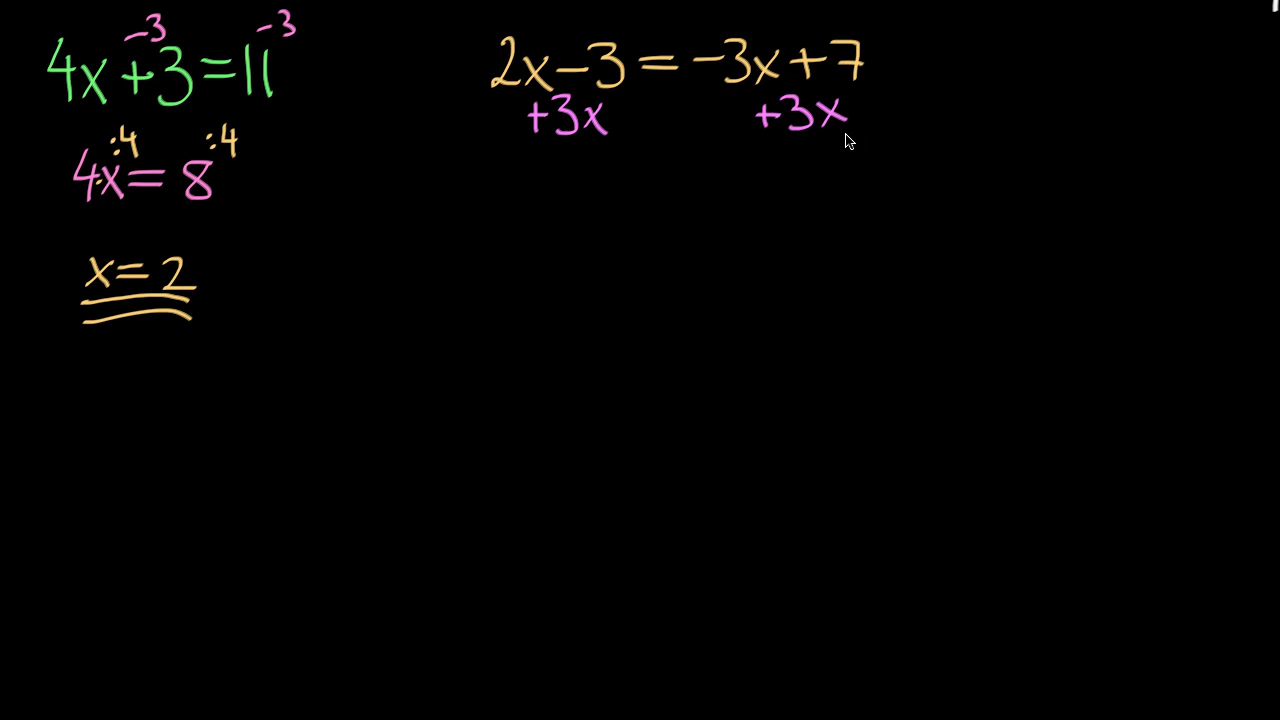 -3 -3
4x+3=11
:4 :4
4x= 8
x=2
2x-3=-3x+7
+3x +3x